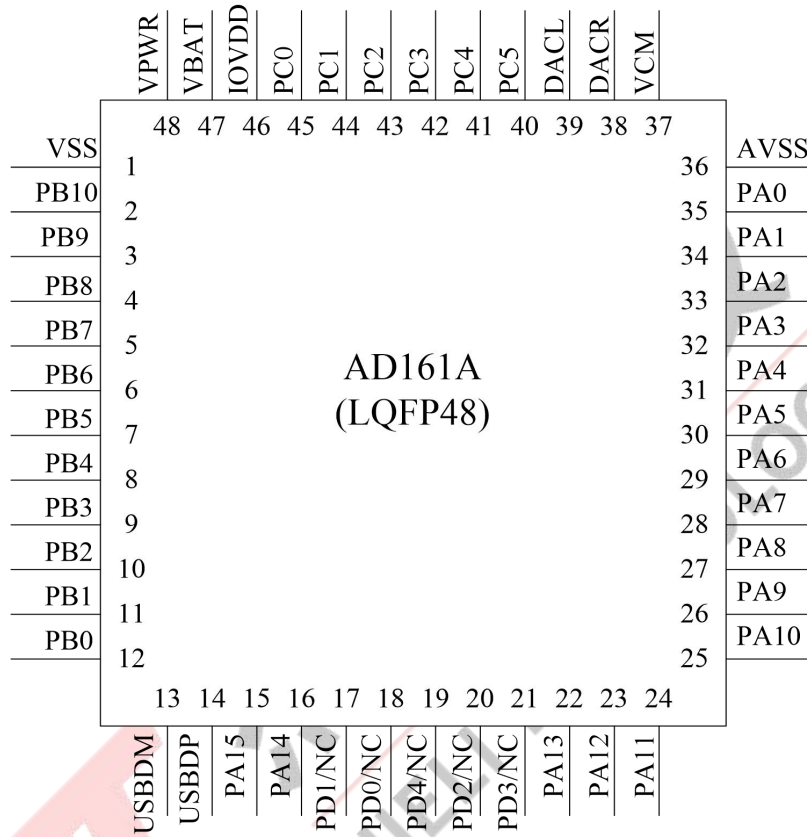 VPWR VBAT IOVDD PC0 PC1 PC2 PC3 PC4 PC5 DACL DACR VCM
48 47 46 45 44 43 42 41 40 39 38 37
VSS 1 36 AVSS
PB10 2 35 PA0
PB9 3 34 PA1
PB8 4 33 PA2
PB7 5 32 PA3
PB6 6 31 PA4
PB5 7 30 PA5
PB4 8 29 PA6
PB3 9 28 PA7
PB2 10 27 PA8
PB1 11 26 PA9
PB0 12 25 PA10
AD161A
(LQFP48)
13 14 15 16 17 18 19 20 21 22 23 24
USBDM USBDP PA15 PA14 PD1/NC PD0/NC PD4/NC PD2/NC PD3/NC PA13 PA12 PA11